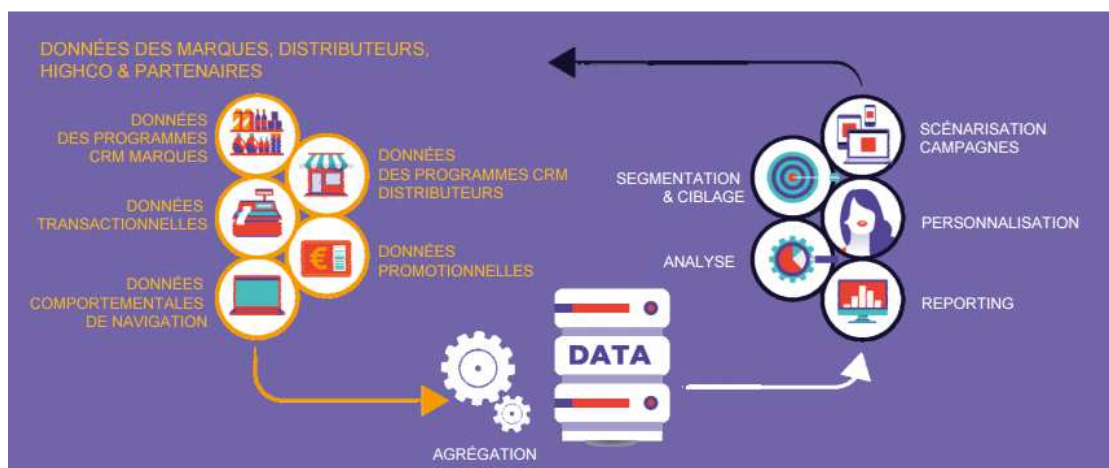 DONNÉES DES MARQUES, DISTRIBUTEURS,
HIGHCO & PARTENAIRES
DONNÉES
DES PROGRAMMES
CRM MARQUES
DONNÉES
DES PROGRAMMES CRM
DISTRIBUTEURS
DONNÉES
TRANSACTIONNELLES
DONNÉES
PROMOTIONNELLES
DONNÉES
COMPORTEMENTALES
DE NAVIGATION
AGRÉGATION
DATA
SCÉNARISATION
CAMPAGNES
SEGMENTATION
& CIBLAGE
PERSONNALISATION
ANALYSE
REPORTING